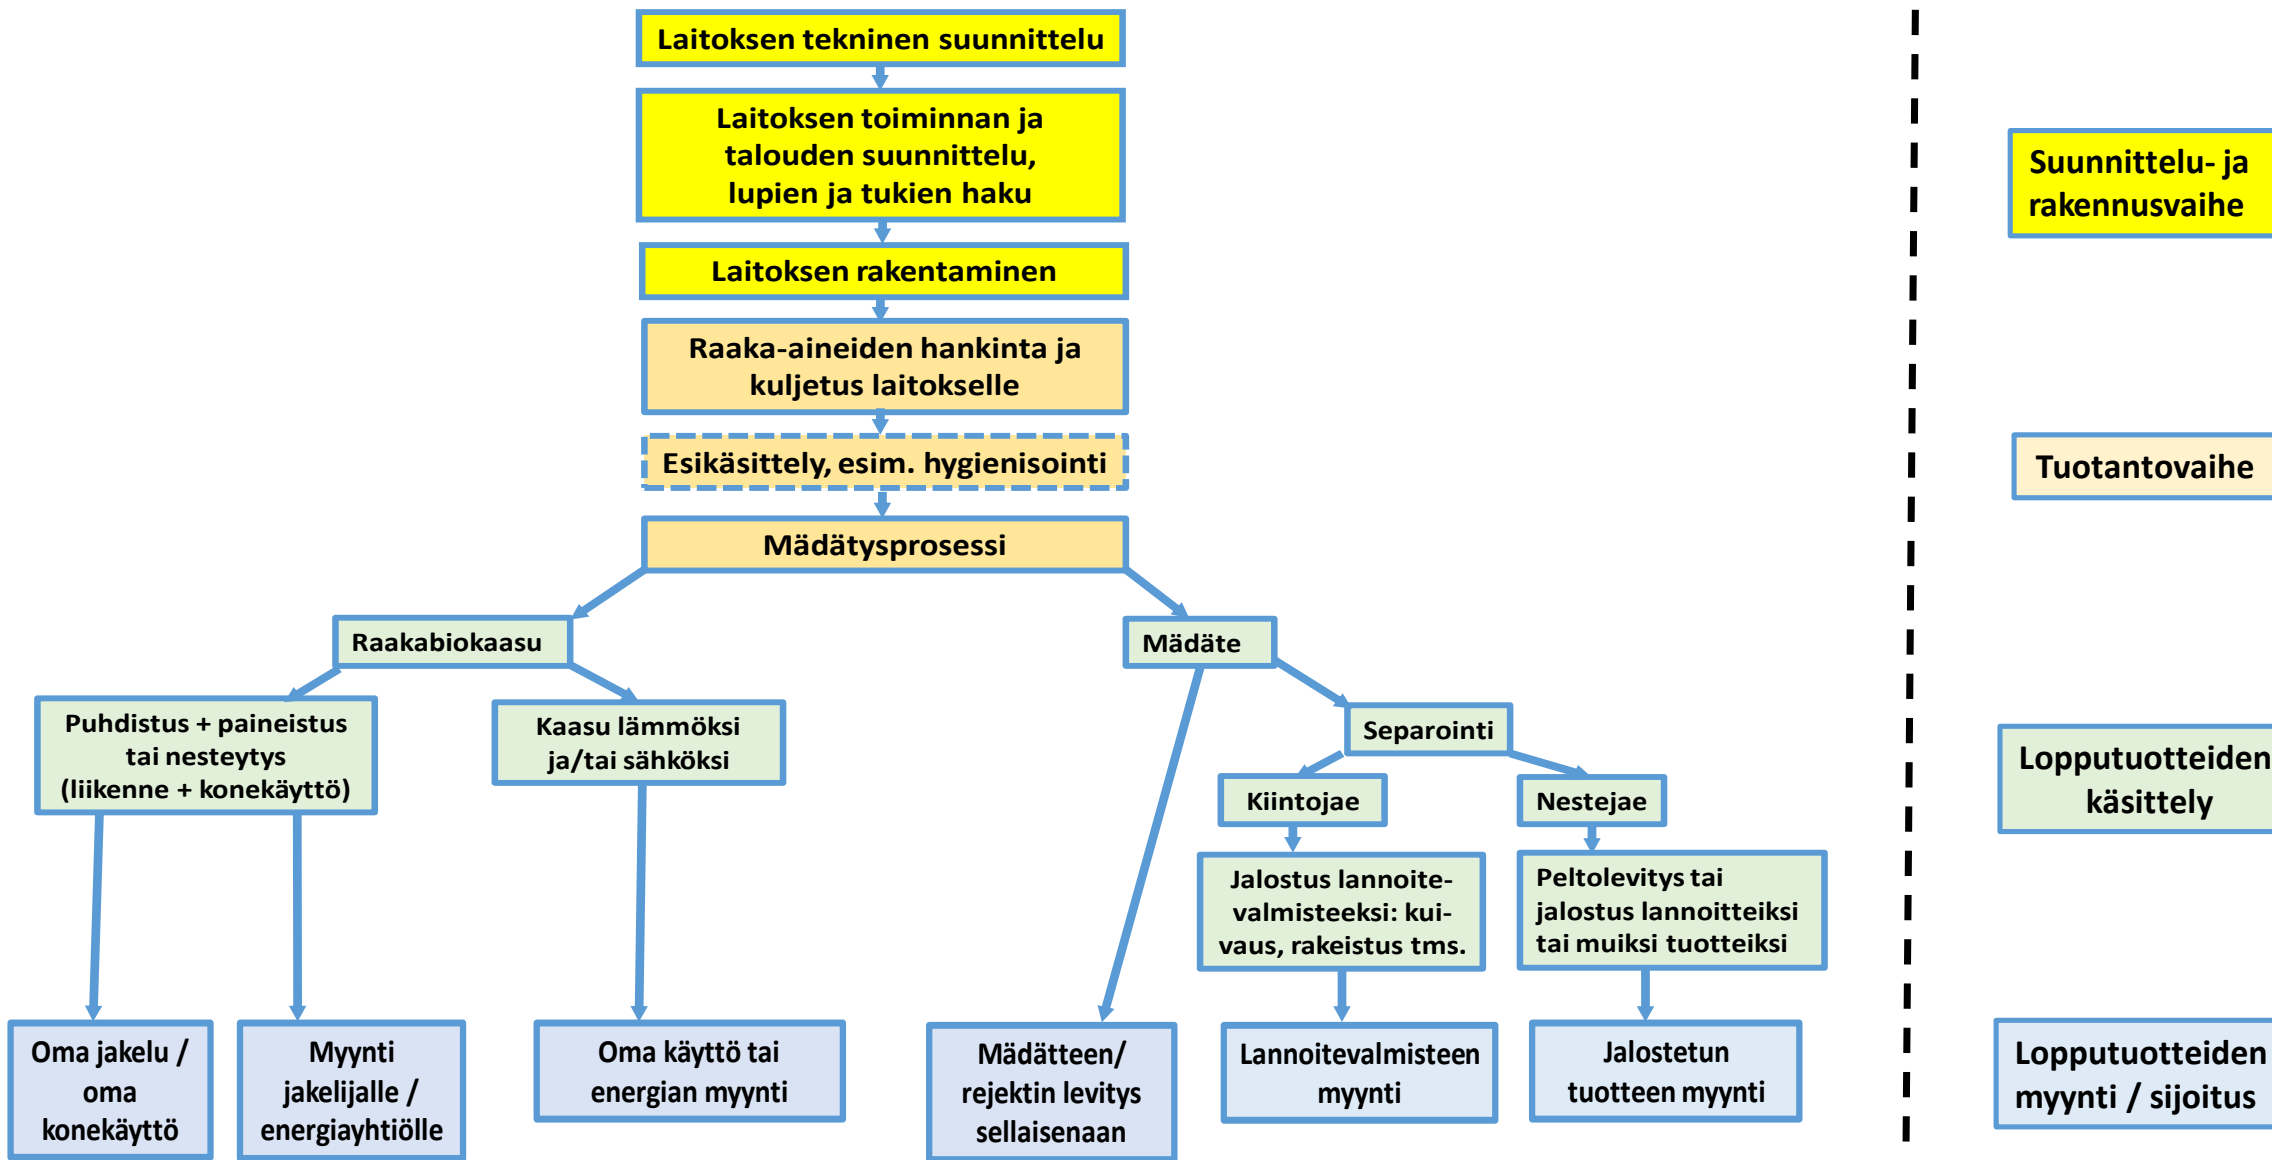 Laitoksen tekninen suunnittelu
Laitoksen toiminnan ja
talouden suunnittelu,
lupien ja tukien haku
Laitoksen rakentaminen
Raaka-aineiden hankinta ja
kuljetus laitokselle
Esikäsittely, esim. hygienisointi
Mädätysprosessi
Raakabiokaasu
Mädäte
Puhdistus + paineistus
tai nesteytys
(liikenne + konekäyttö)
Kaasu lämmöksi
ja/tai sähköksi
Separointi
Kiintojae
Nestejae
Jalostus lannoite-
valmisteeksi: kui-
vaus, rakeistus tms.
Peltolevitys tai
jalostus lannoitteiksi
tai muiksi tuotteiksi
Oma jakelu /
oma
konekäyttö
Myynti
jakelijalle /
energiayhtiölle
Oma käyttö tai
energian myynti
Mädätteen/
rejektin levitys
sellaisenaan
Lannoitevalmisteen
myynti
Jalostetun
tuotteen myynti
Suunnittelu- ja
rakennusvaihe
Tuotantovaihe
Lopputuotteiden
käsittely
Lopputuotteiden
myynti / sijoitus